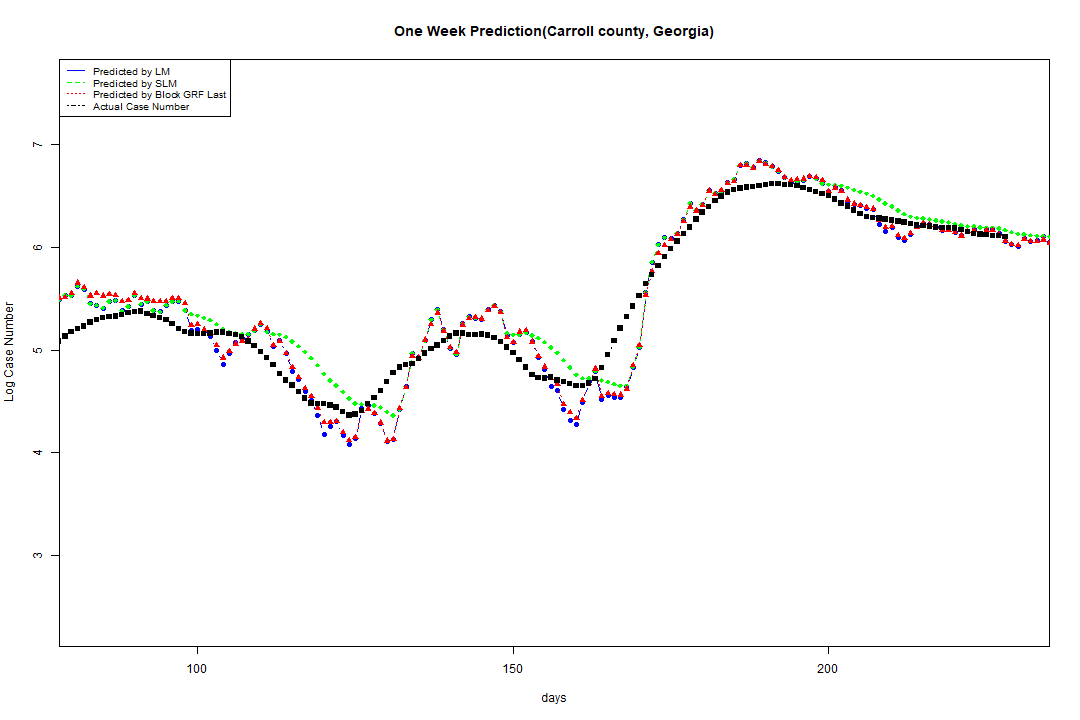 One Week Prediction(Carroll county, Georgia)
Predicted by LM
Predicted by SLM
Predicted by Block GRF Last
Actual Case Number
7
6
5
4
3
Log Case Number
100
150
200
days